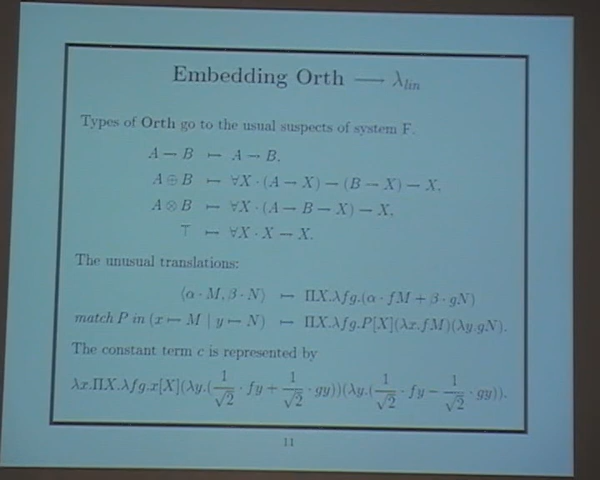 Embedding Orth ⟶ λ_lin
Types of Orth go to the usual suspects of system F.
A → B ↦ A → B.
A ⊕ B ↦ ∀X · (A → X) → (B → X) → X.
A ⊗ B ↦ ∀X · (A → B → X) → X.
⊤ ↦ ∀X · X → X.
The unusual translations:
⟨α · M, β · N⟩ ↦ ΠX.λfg.(α · fM + β · gN)
match P in (x ↦ M | y ↦ N) ↦ ΠX.λfg.P[X](λx.fM)(λy.gN).
The constant term c is represented by
λx.ΠX.λfg.x[X](λy.(1/√2 · fy + 1/√2 · gy))(λy.(1/√2 · fy − 1/√2 · gy)).
11